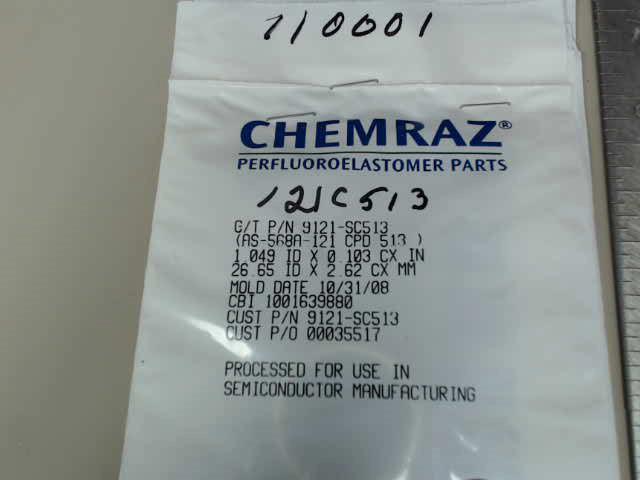 110001
CHEMRAZ®
PERFLUOROELASTOMER PARTS
121C513
G/T P/N 9121-SC513
(AS-568A-121 CPD 513 )
1.049 ID X 0.103 CX IN
26.65 ID X 2.62 CX MM
MOLD DATE 10/31/08
CBI 1001639880
CUST P/N 9121-SC513
CUST P/O 00035517
PROCESSED FOR USE IN
SEMICONDUCTOR MANUFACTURING